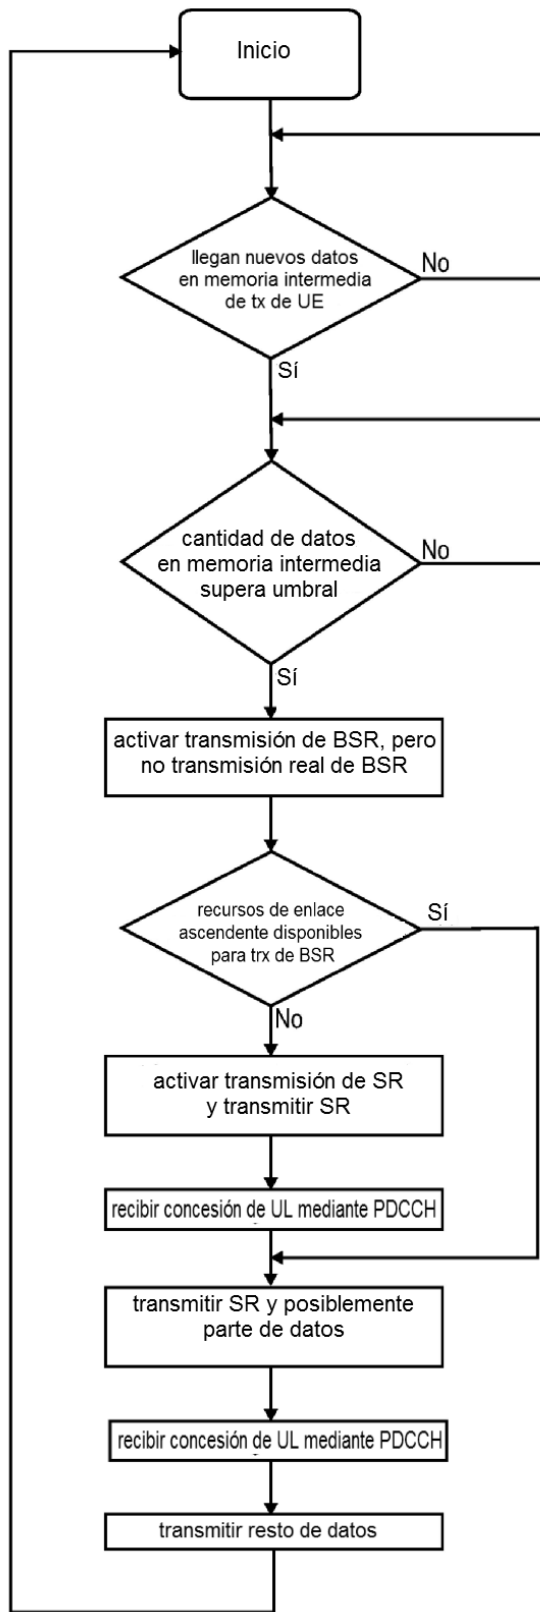 Inicio
llegan nuevos datos
en memoria intermedia
de tx de UE
No
Sí
cantidad de datos
en memoria intermedia
supera umbral
No
Sí
activar transmisión de BSR, pero
no transmisión real de BSR
recursos de enlace
ascendente disponibles
para trx de BSR
Sí
No
activar transmisión de SR
y transmitir SR
recibir concesión de UL mediante PDCCH
transmitir SR y posiblemente
parte de datos
recibir concesión de UL mediante PDCCH
transmitir resto de datos